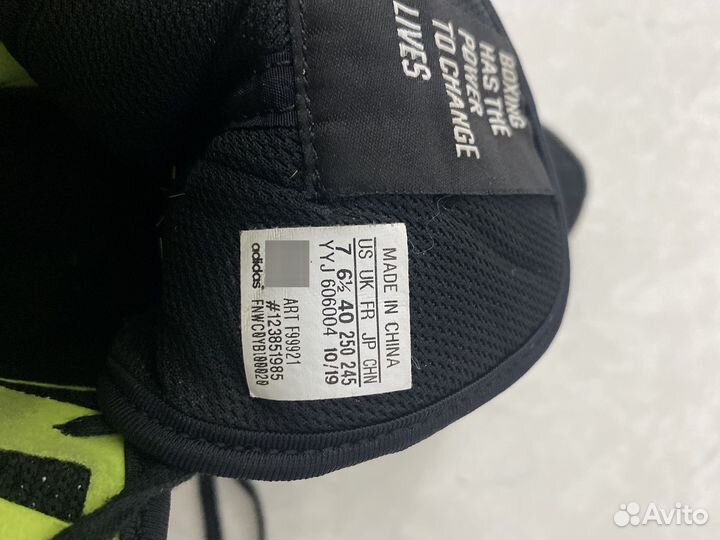 BOXING
HAS THE
POWER
TO CHANGE
LIVES
MADE IN CHINA
US UK FR JP CHN
7 6½ 40 250 245
YYJ 606004 10/19
adidas
ART F99921
#123851985
Avito